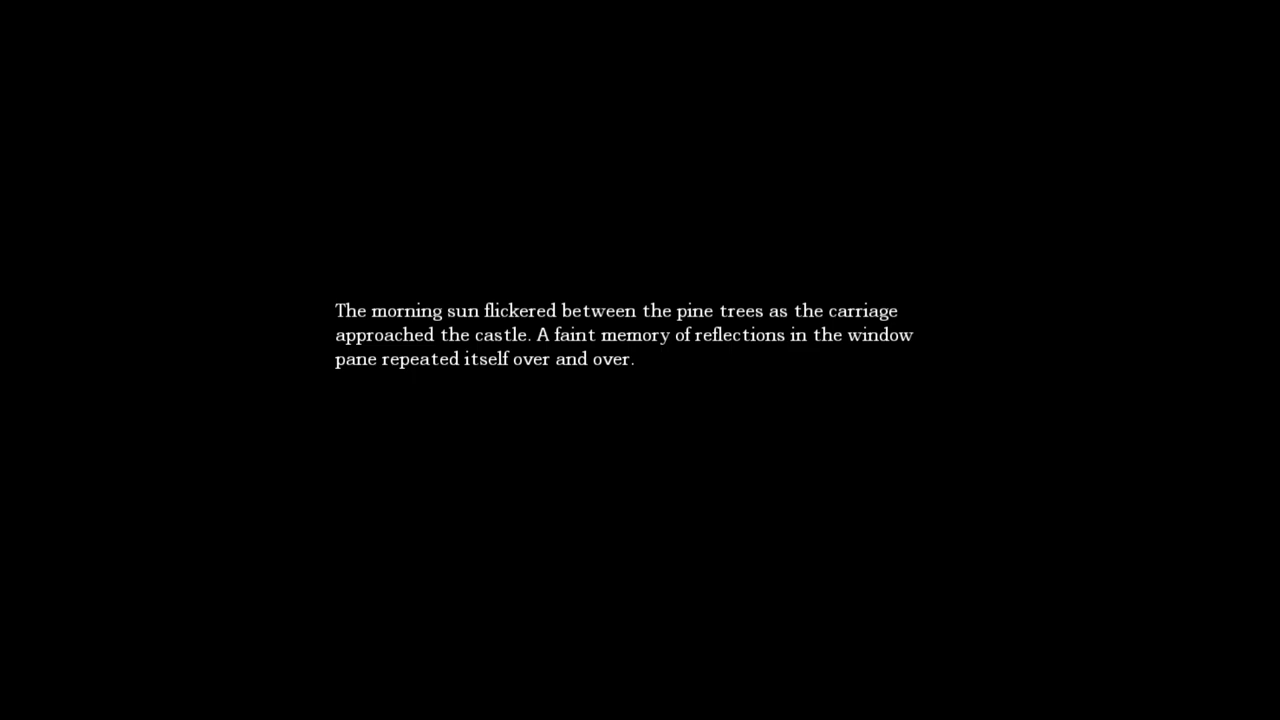 The morning sun flickered between the pine trees as the carriage
approached the castle. A faint memory of reflections in the window
pane repeated itself over and over.